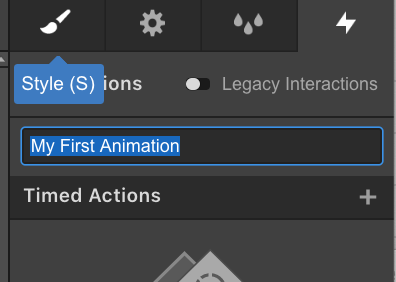 Style (S)
ions
Legacy Interactions
My First Animation
Timed Actions